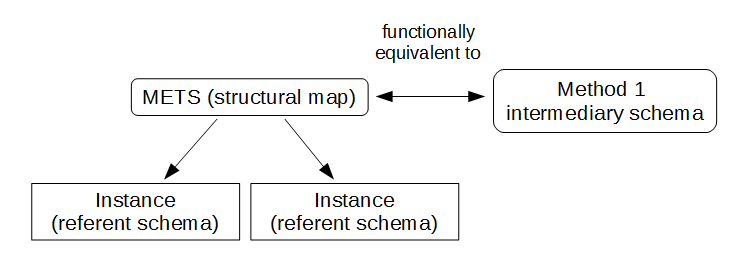 functionally
equivalent to
METS (structural map)
Method 1
intermediary schema
Instance
(referent schema)
Instance
(referent schema)